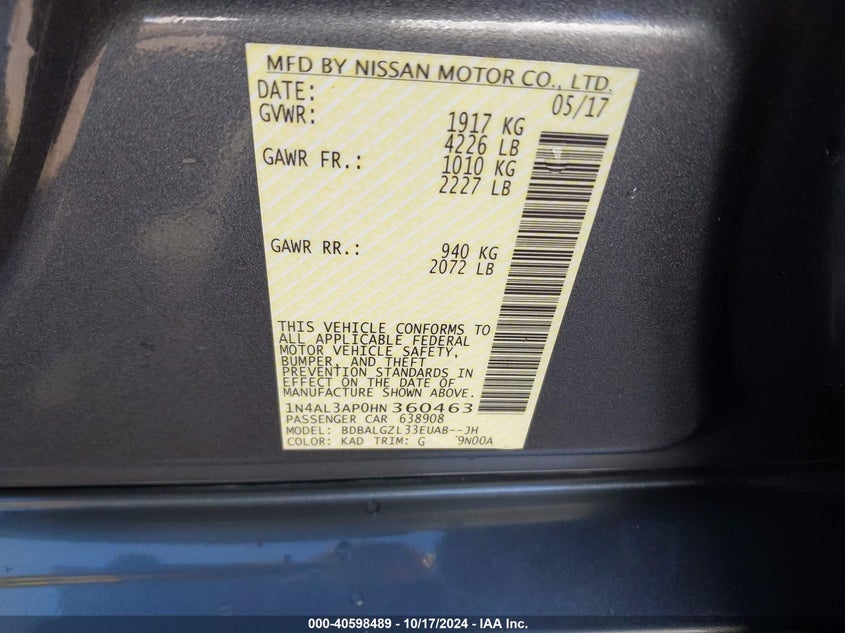 MFD BY NISSAN MOTOR CO., LTD.
DATE: 05/17
GVWR: 1917 KG
4226 LB
GAWR FR.: 1010 KG
2227 LB
GAWR RR.: 940 KG
2072 LB
THIS VEHICLE CONFORMS TO
ALL APPLICABLE FEDERAL
MOTOR VEHICLE SAFETY,
BUMPER, AND THEFT
PREVENTION STANDARDS IN
EFFECT ON THE DATE OF
MANUFACTURE SHOWN ABOVE.
1N4AL3AP0HN 360463
PASSENGER CAR 638908
MODEL: BDBALGZL33EUAB--JH
COLOR: KAD TRIM: G 9N00A
000-40598489 - 10/17/2024 - IAA Inc.